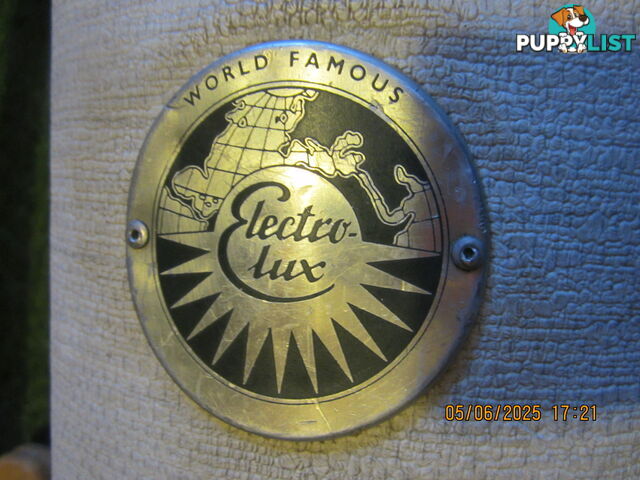 PUPPYLIST
WORLD FAMOUS
Electro-
lux
05/06/2025 17:21